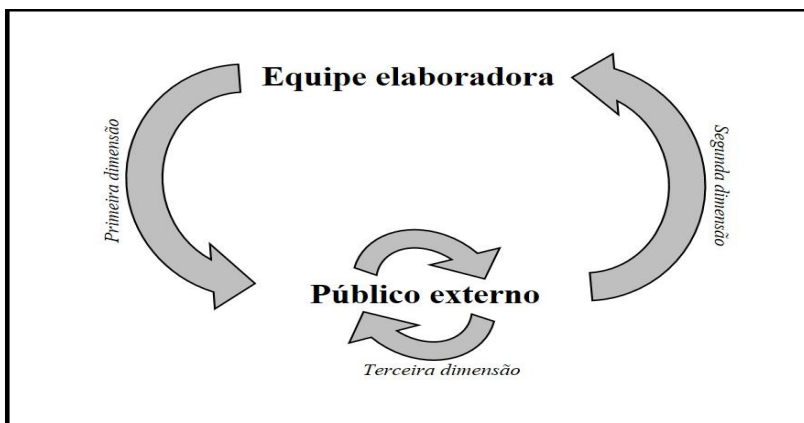 Equipe elaboradora
Primeira dimensão
Segunda dimensão
Público externo
Terceira dimensão